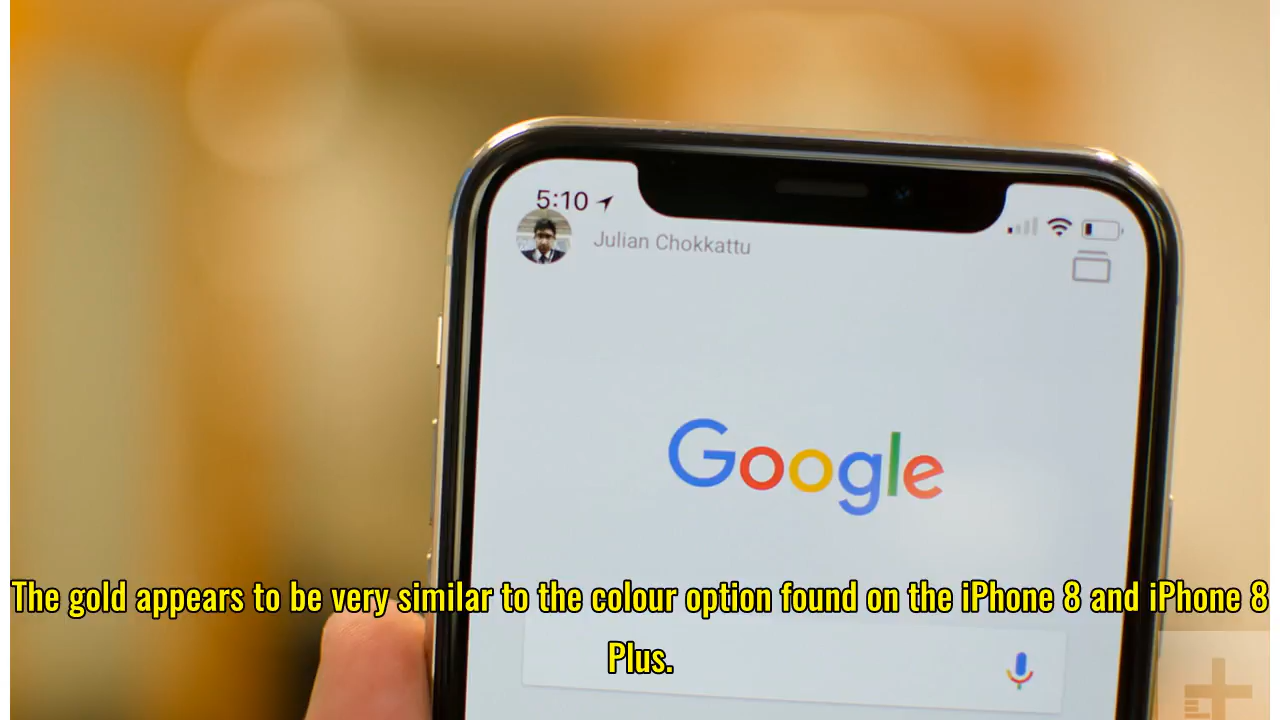 5:10
Julian Chokkattu
Google
The gold appears to be very similar to the colour option found on the iPhone 8 and iPhone 8
Plus.